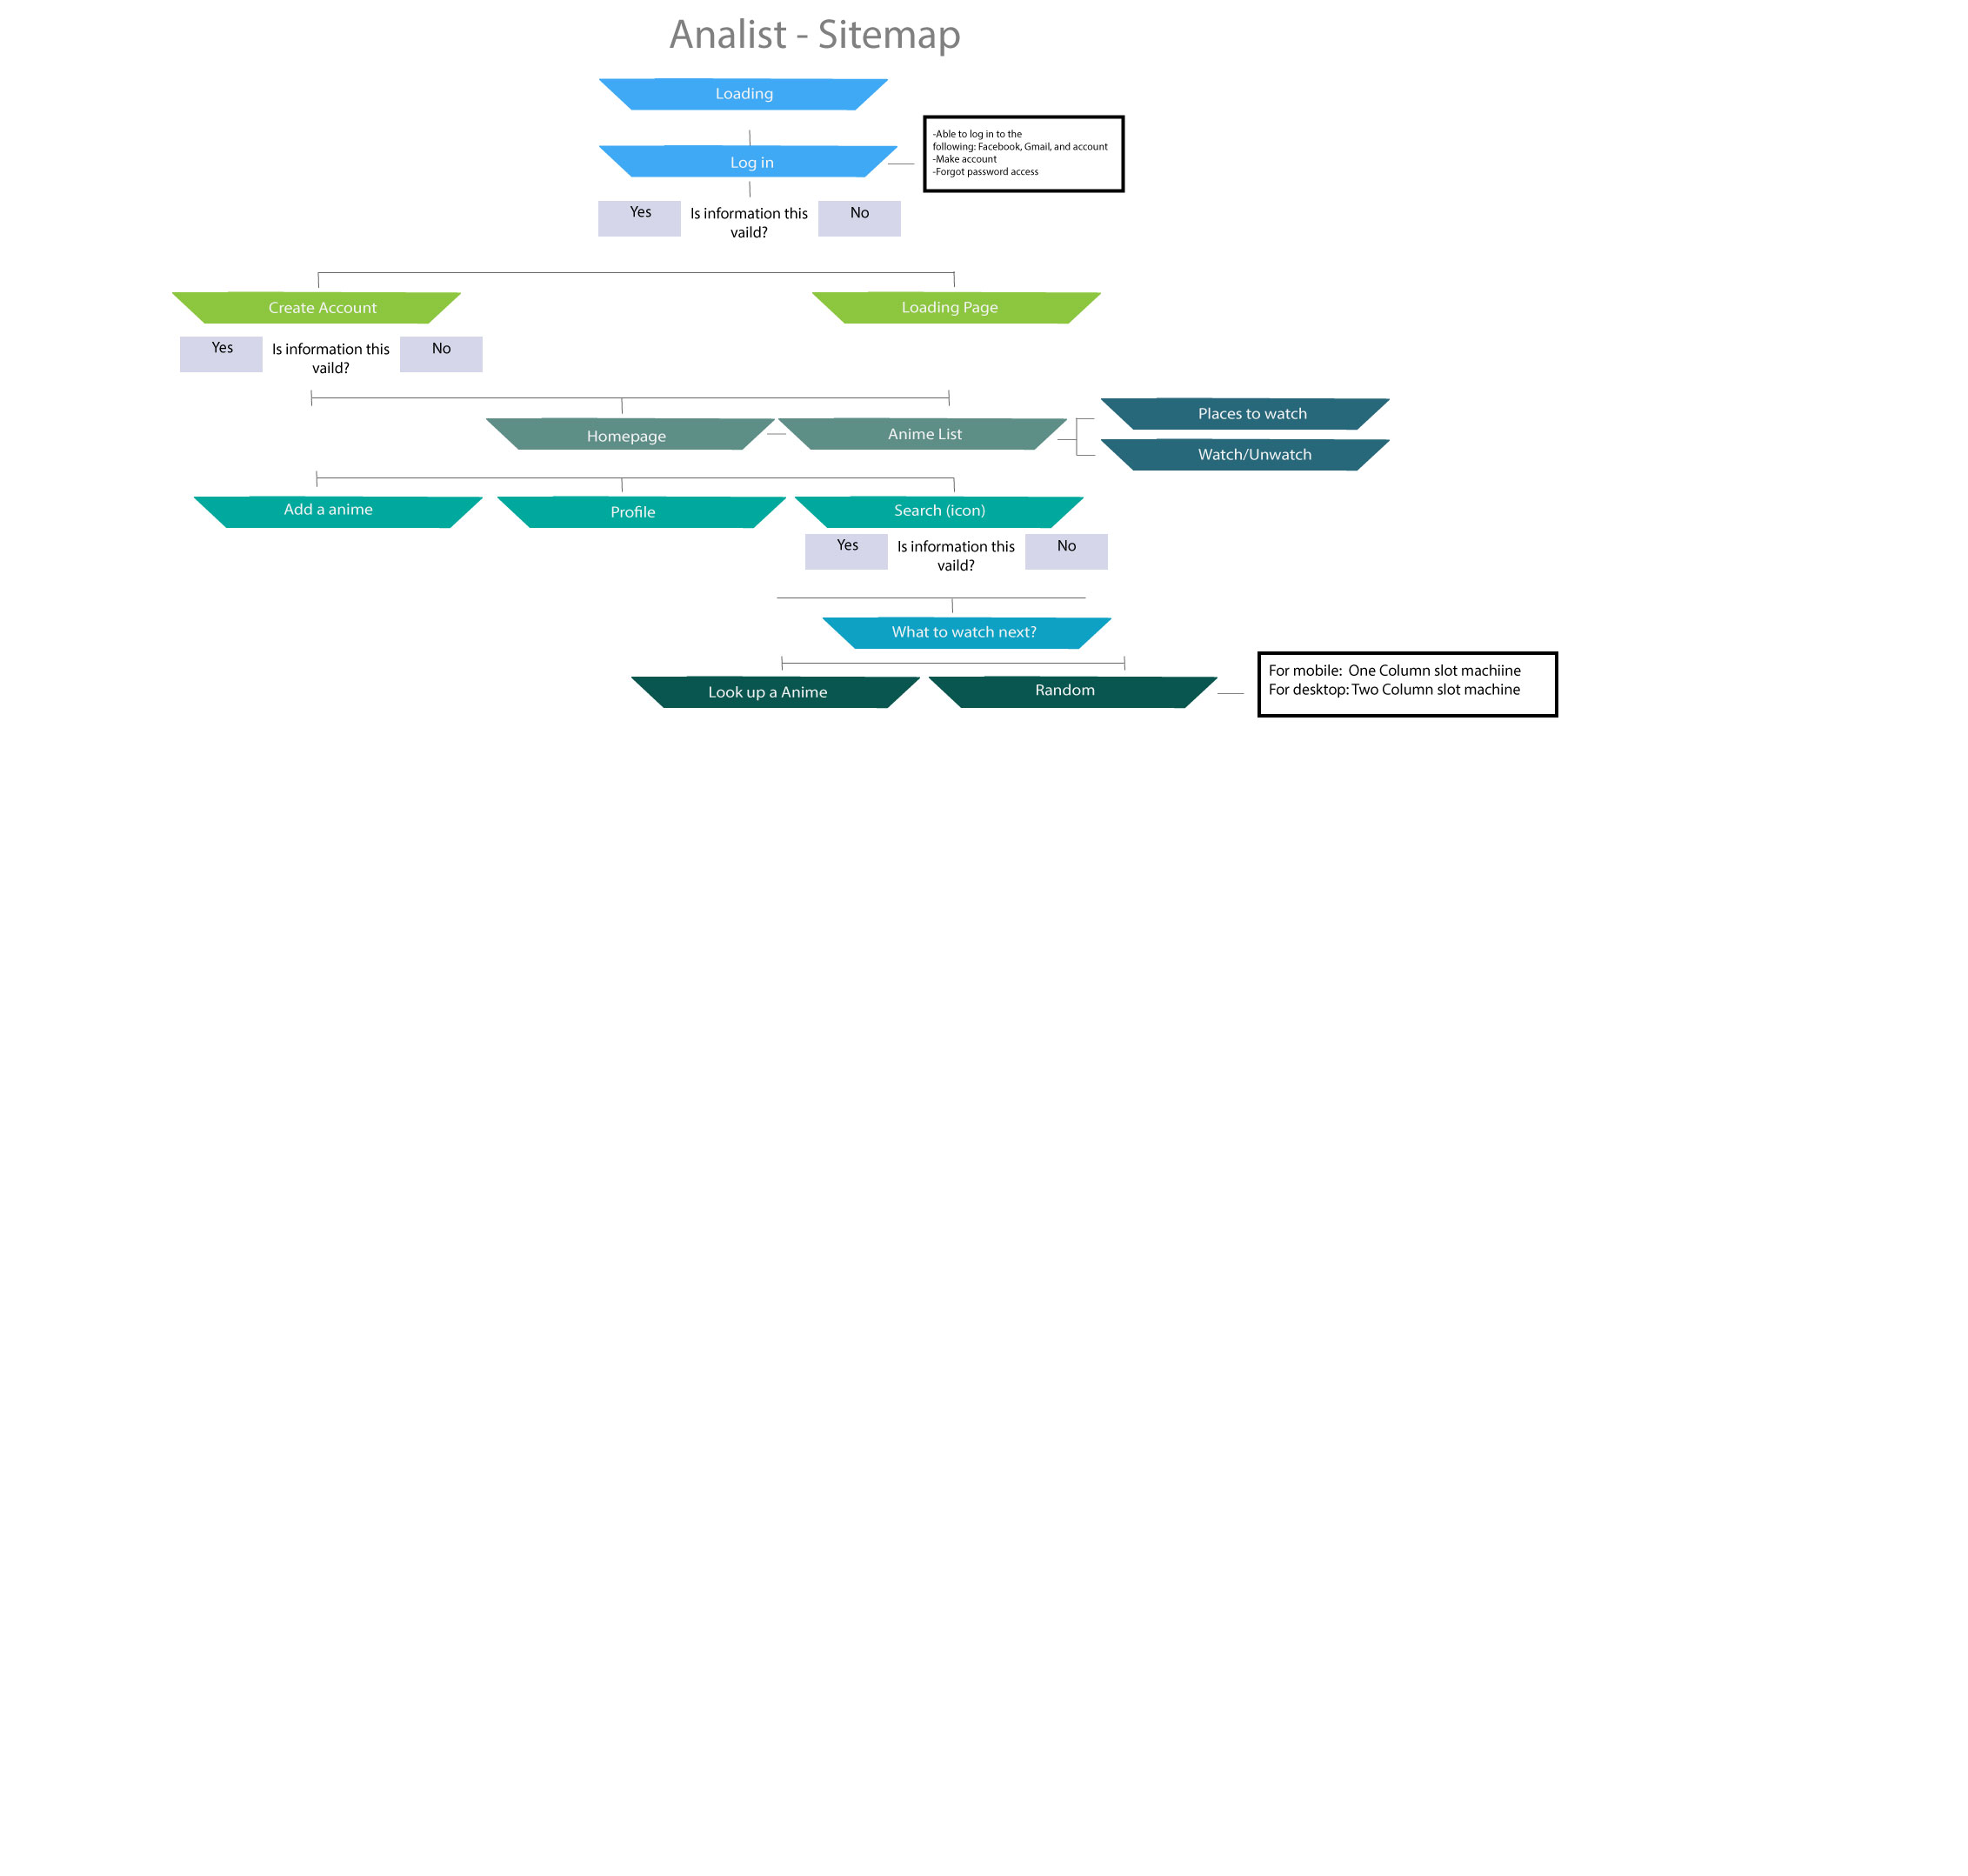 Analist - Sitemap
Loading
-Able to log in to the
following: Facebook, Gmail, and account
-Make account
-Forgot password access
Log in
Yes
Is information this
vaild?
No
Create Account
Loading Page
Yes
Is information this
vaild?
No
Homepage
Anime List
Places to watch
Watch/Unwatch
Add a anime
Profile
Search (icon)
Yes
Is information this
vaild?
No
What to watch next?
Look up a Anime
Random
For mobile:  One Column slot machiine
For desktop: Two Column slot machine